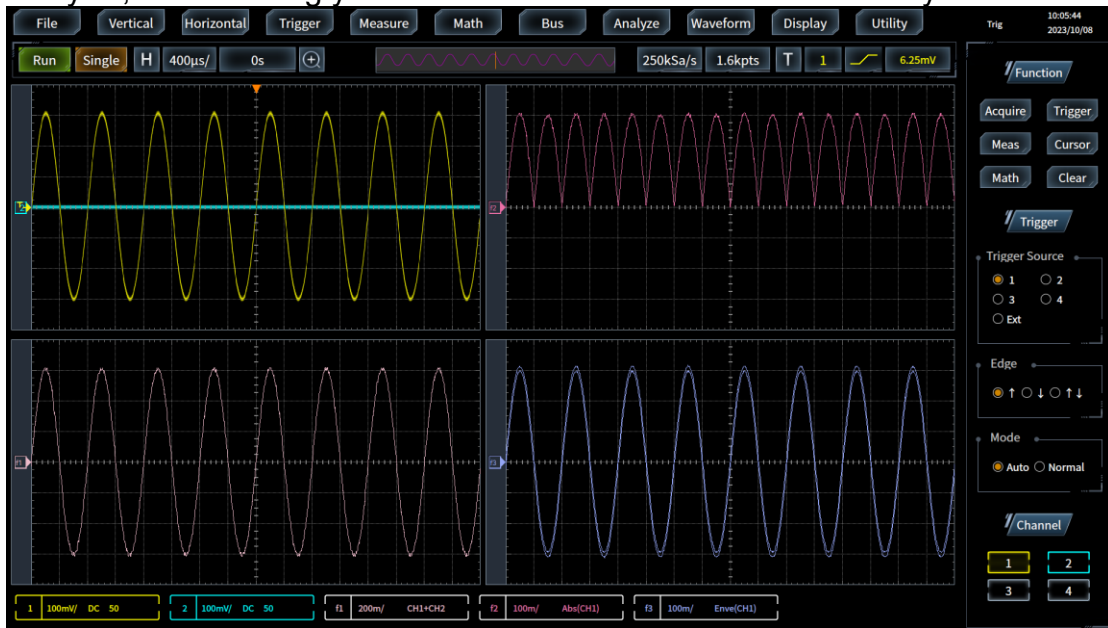 File Vertical Horizontal Trigger Measure Math Bus Analyze Waveform Display Utility Trig 10:05:44
2023/10/08
Run Single H 400μs/ 0s 250kSa/s 1.6kpts T 1 6.25mV
Function
Acquire Trigger
Meas Cursor
Math Clear
Trigger
Trigger Source
1 2
3 4
Ext
Edge
↑ ↓ ↑↓
Mode
Auto Normal
Channel
1 2
3 4
T
f2
f1
1 100mV/ DC 50 2 100mV/ DC 50 f1 200m/ CH1+CH2 f2 100m/ Abs(CH1) f3 100m/ Enve(CH1)